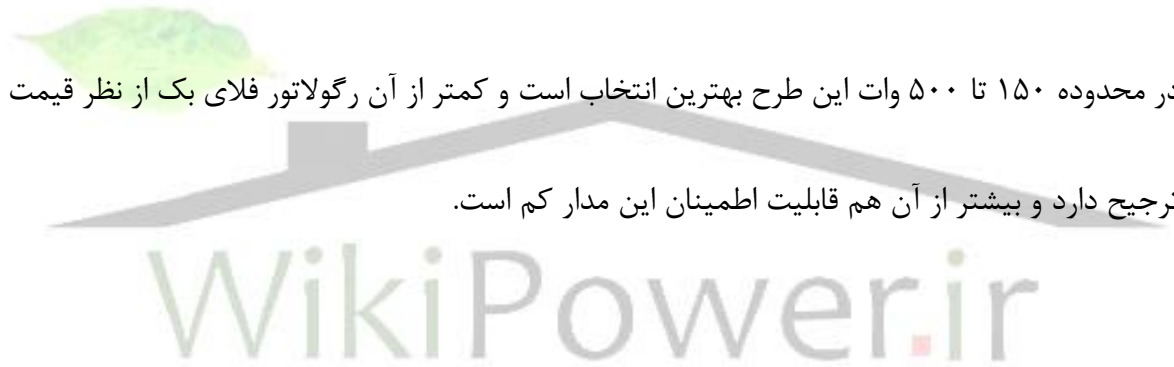 در محدوده ۱۵۰ تا ۵۰۰ وات این طرح بهترین انتخاب است و کمتر از آن رگولاتور فلای بک از نظر قیمت
ترجیح دارد و بیشتر از آن هم قابلیت اطمینان این مدار کم است.
WikiPower.ir